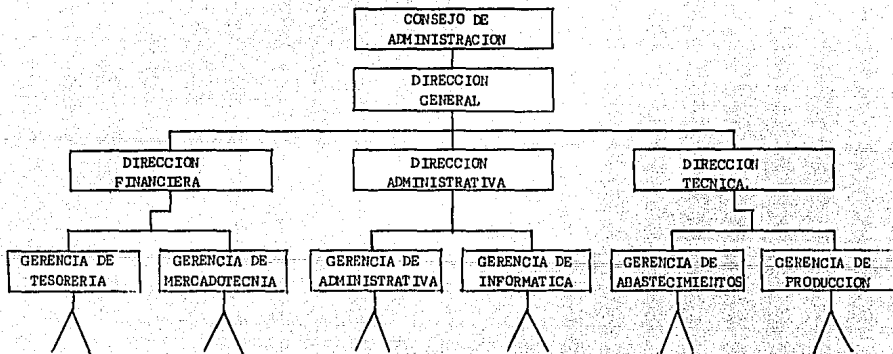 CONSEJO DE
ADMINISTRACION
DIRECCION
GENERAL
DIRECCION
FINANCIERA
DIRECCION
ADMINISTRATIVA
DIRECCION
TECNICA.
GERENCIA DE
TESORERIA
GERENCIA DE
MERCADOTECNIA
GERENCIA DE
ADMINISTRATIVA
GERENCIA DE
INFORMATICA
GERENCIA DE
ABASTECIMIENTOS
GERENCIA DE
PRODUCCION